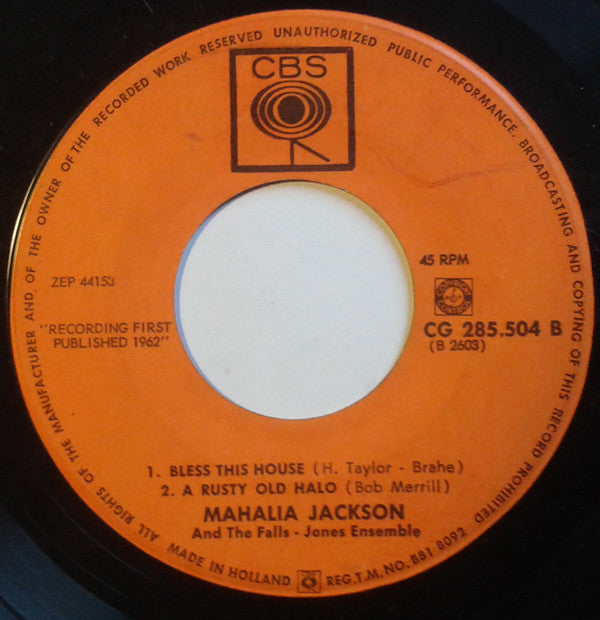 ALL RIGHTS OF THE MANUFACTURER AND OF THE OWNER OF THE RECORDED WORK RESERVED UNAUTHORIZED PUBLIC PERFORMANCE, BROADCASTING AND COPYING OF THIS RECORD PROHIBITED
CBS
45 RPM
ZEP 44153
CG 285.504 B
(B 2603)
"RECORDING FIRST
PUBLISHED 1962"
1. BLESS THIS HOUSE (H. Taylor - Brahe)
2. A RUSTY OLD HALO (Bob Merrill)
MAHALIA JACKSON
And The Falls - Jones Ensemble
MADE IN HOLLAND REG.T.M.NO. B81 8092